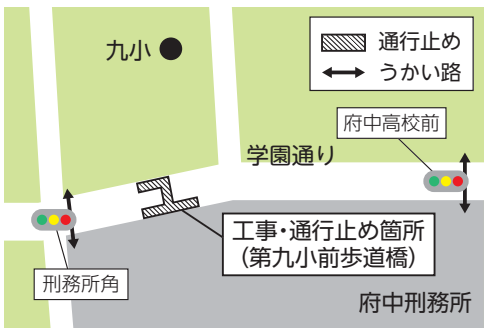 九小
通行止め
うかい路
府中高校前
学園通り
工事・通行止め箇所
(第九小前歩道橋)
刑務所角
府中刑務所